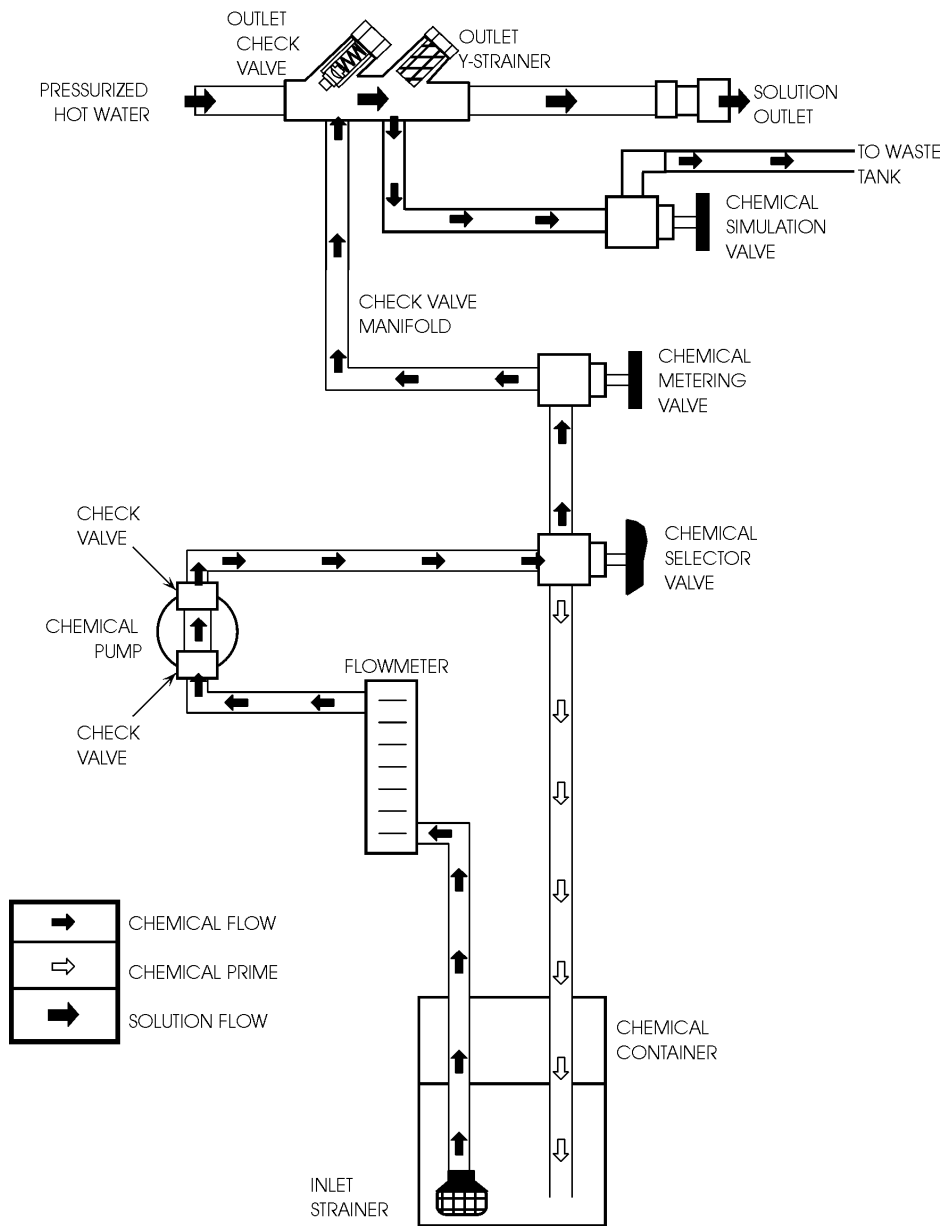 OUTLET
CHECK
VALVE
OUTLET
Y-STRAINER
PRESSURIZED
HOT WATER
SOLUTION
OUTLET
TO WASTE
TANK
CHEMICAL
SIMULATION
VALVE
CHECK VALVE
MANIFOLD
CHEMICAL
METERING
VALVE
CHECK
VALVE
CHEMICAL
SELECTOR
VALVE
CHEMICAL
PUMP
FLOWMETER
CHECK
VALVE
CHEMICAL FLOW
CHEMICAL PRIME
SOLUTION FLOW
CHEMICAL
CONTAINER
INLET
STRAINER